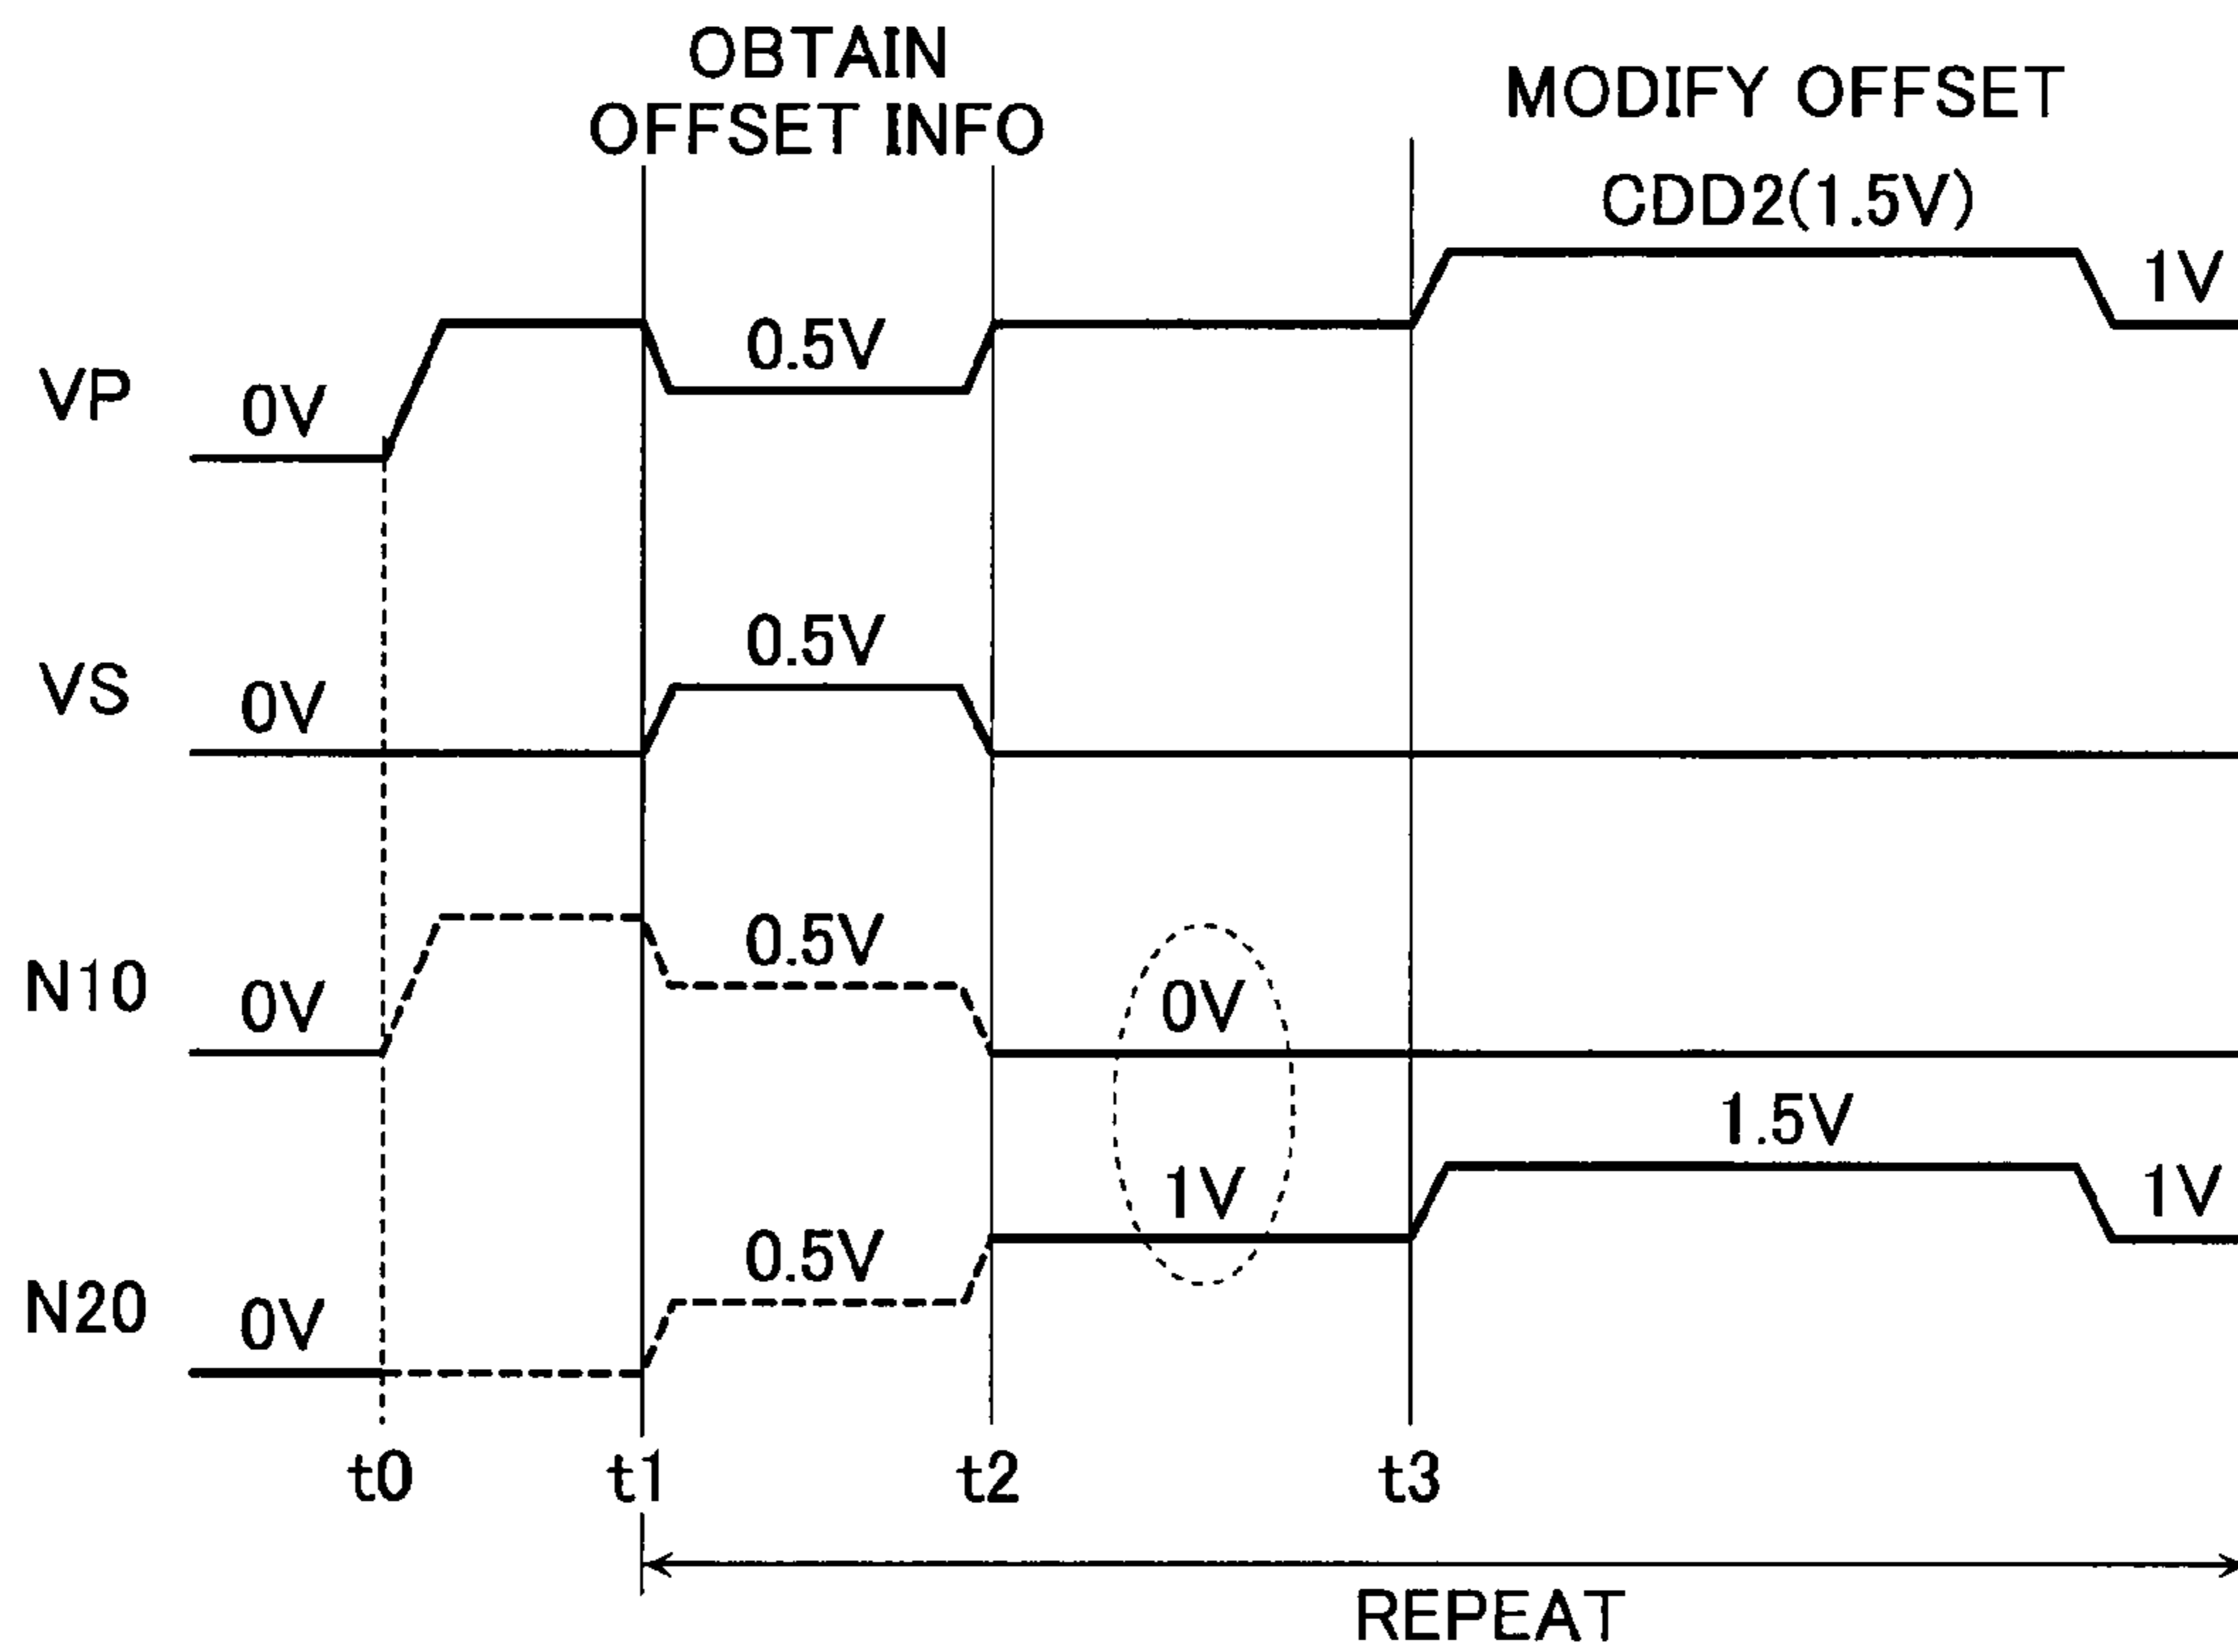 OBTAIN
OFFSET INFO
MODIFY OFFSET
CDD2(1.5V)
1V
VP
0V
0.5V
VS
0V
0.5V
N10
0V
0.5V
0V
1.5V
1V
1V
N20
0V
0.5V
t0
t1
t2
t3
REPEAT